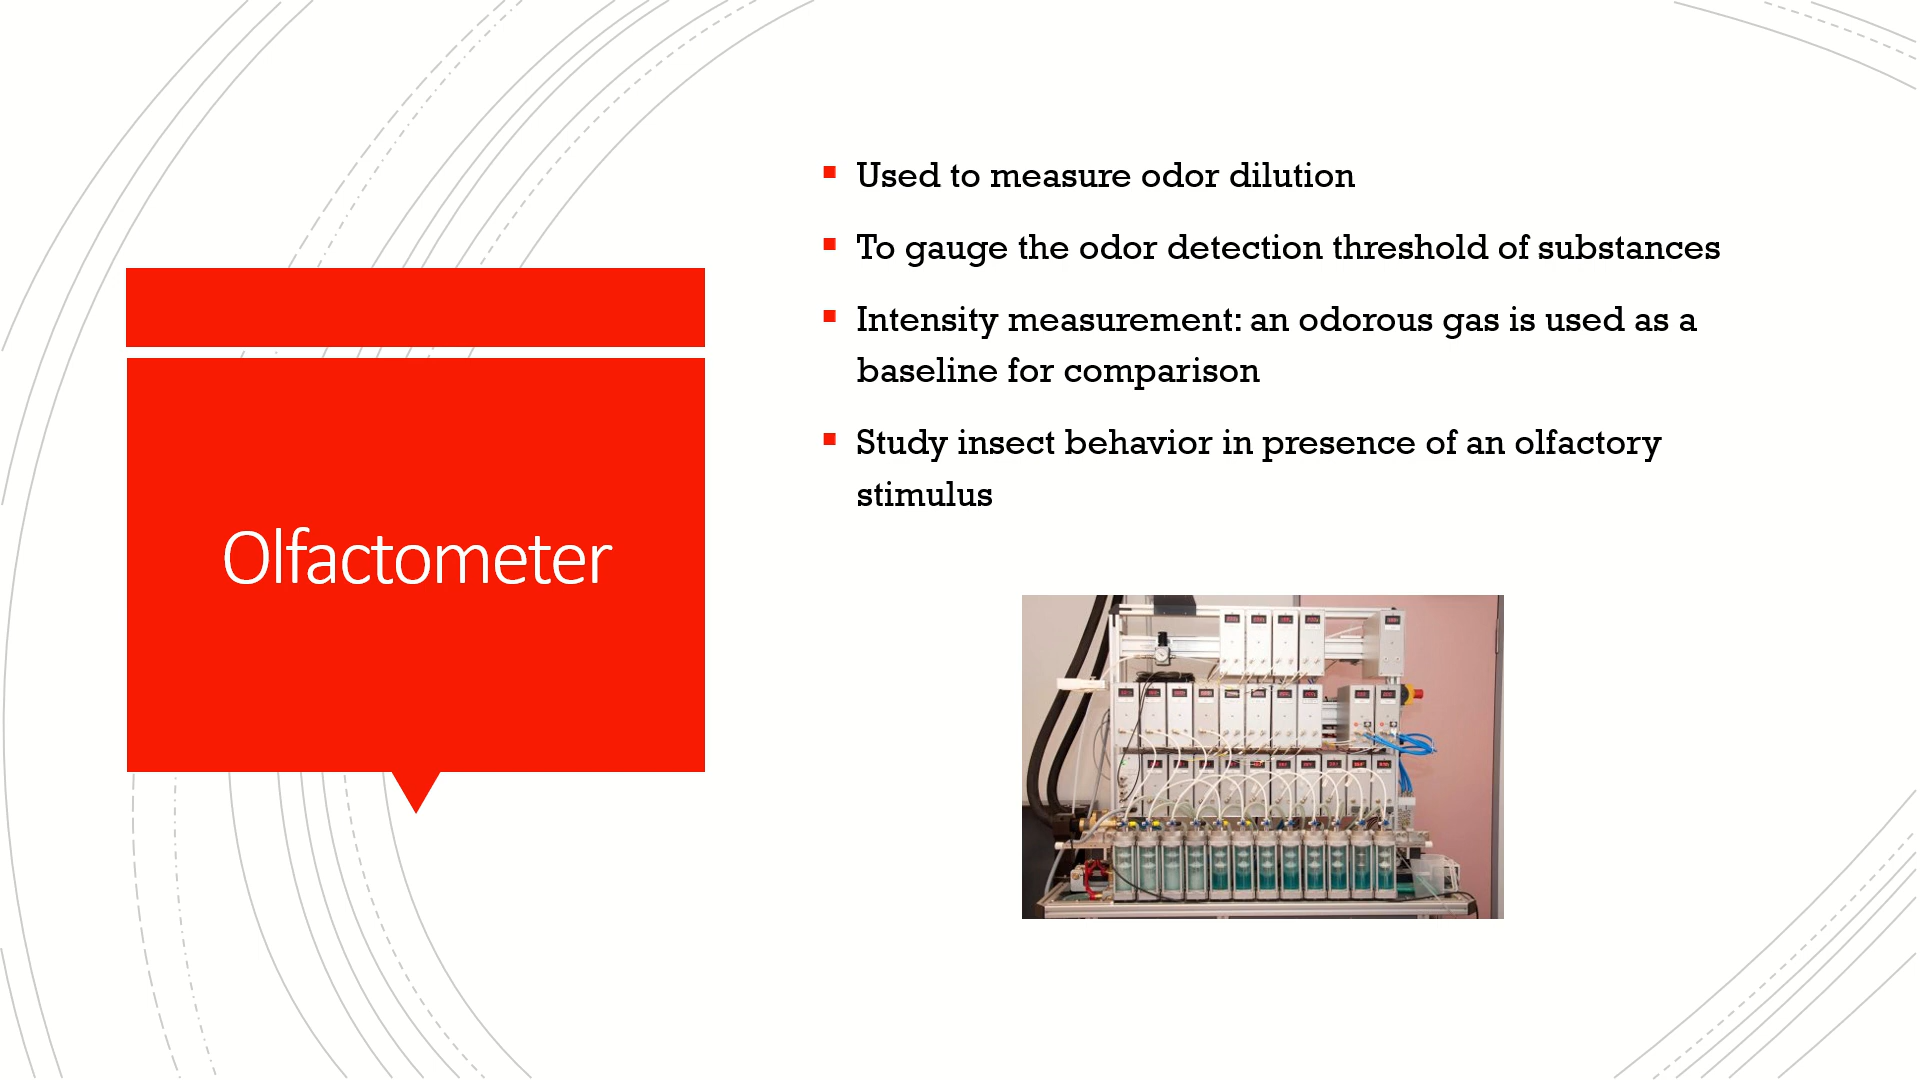 Olfactometer
Used to measure odor dilution
To gauge the odor detection threshold of substances
Intensity measurement: an odorous gas is used as a
baseline for comparison
Study insect behavior in presence of an olfactory
stimulus